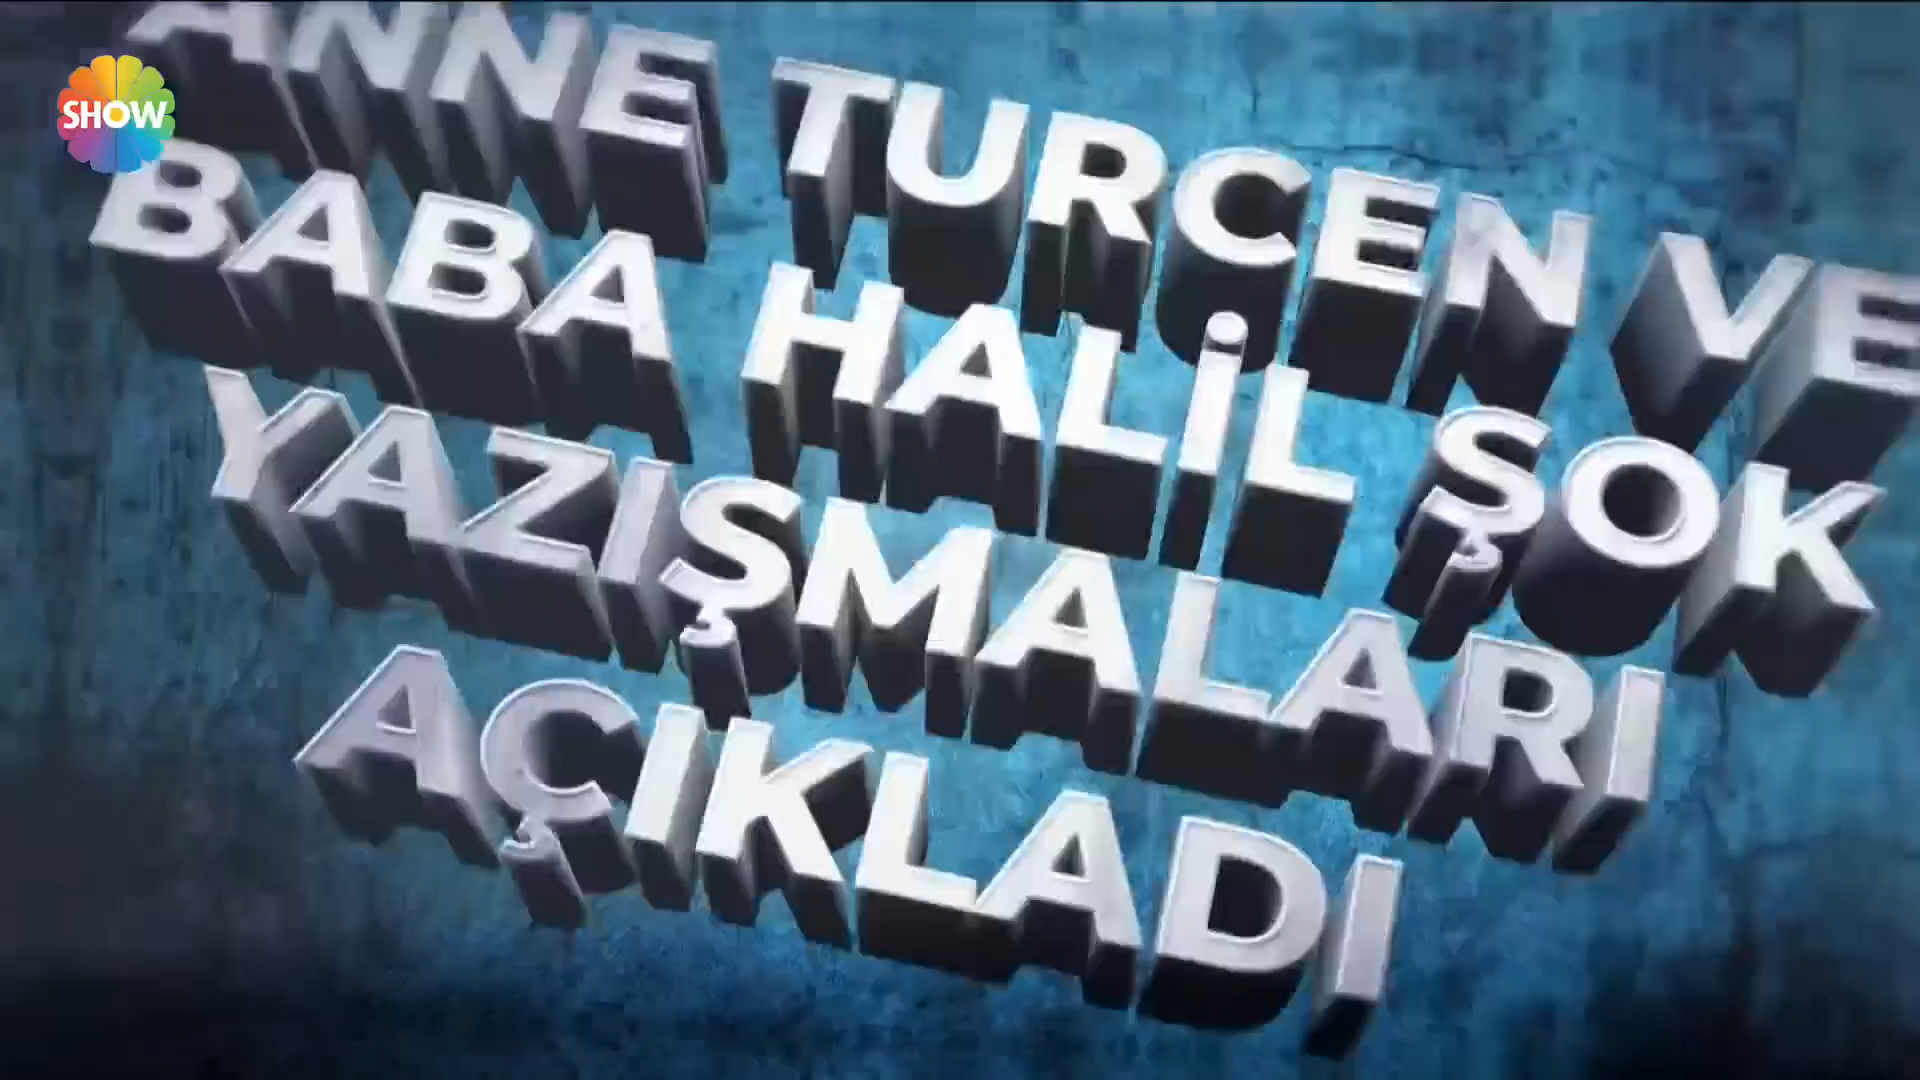 SHOW
ANNE TURCEN VE
BABA HALİL ŞOK
YAZIŞMALARI
AÇIKLADI